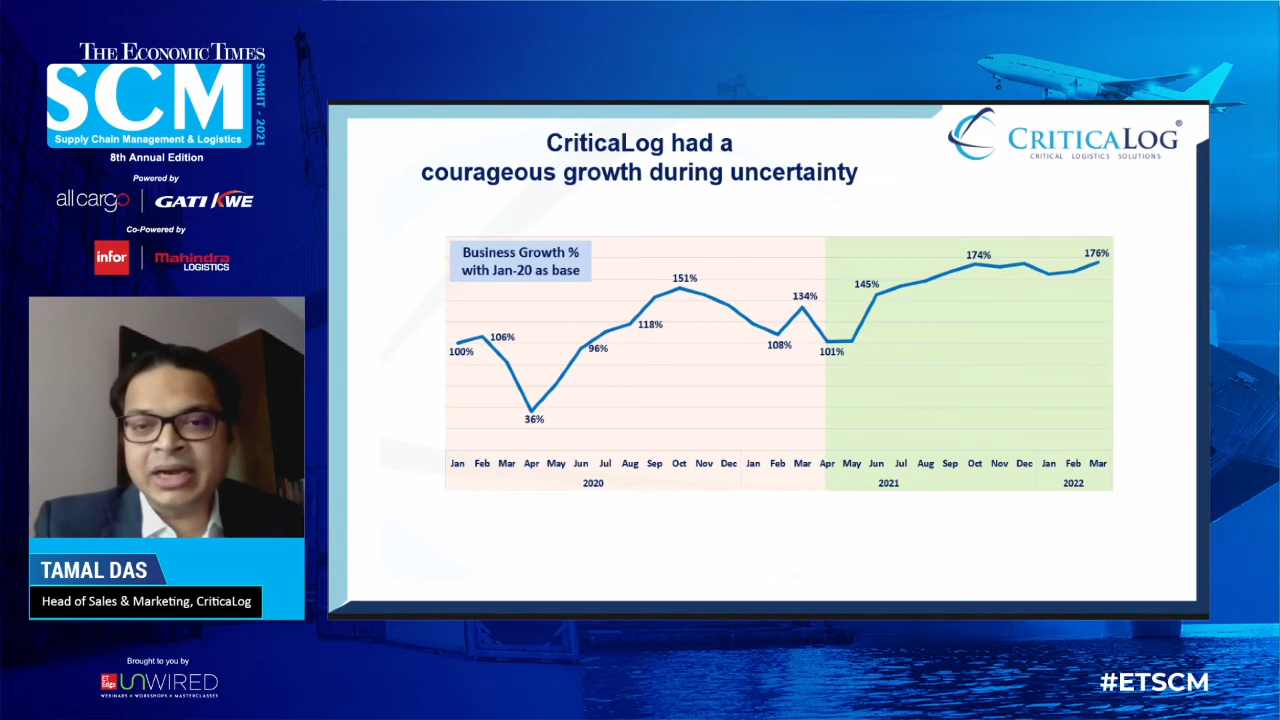 THE ECONOMIC TIMES
SCM
SUMMIT - 2021
Supply Chain Management & Logistics
8th Annual Edition
Powered by
allcargo | GATI KWE
Co-Powered by
infor | Mahindra
LOGISTICS
TAMAL DAS
Head of Sales & Marketing, CriticaLog
Brought to you by
ET Edge UNWIRED
WEBINARS • WORKSHOPS • MASTERCLASSES
CriticaLog had a
courageous growth during uncertainty
CRITICALOG®
CRITICAL LOGISTICS SOLUTIONS
Business Growth %
with Jan-20 as base
100%
106%
36%
96%
118%
151%
108%
134%
101%
145%
174%
176%
Jan Feb Mar Apr May Jun Jul Aug Sep Oct Nov Dec Jan Feb Mar Apr May Jun Jul Aug Sep Oct Nov Dec Jan Feb Mar
2020 2021 2022
#ETSCM